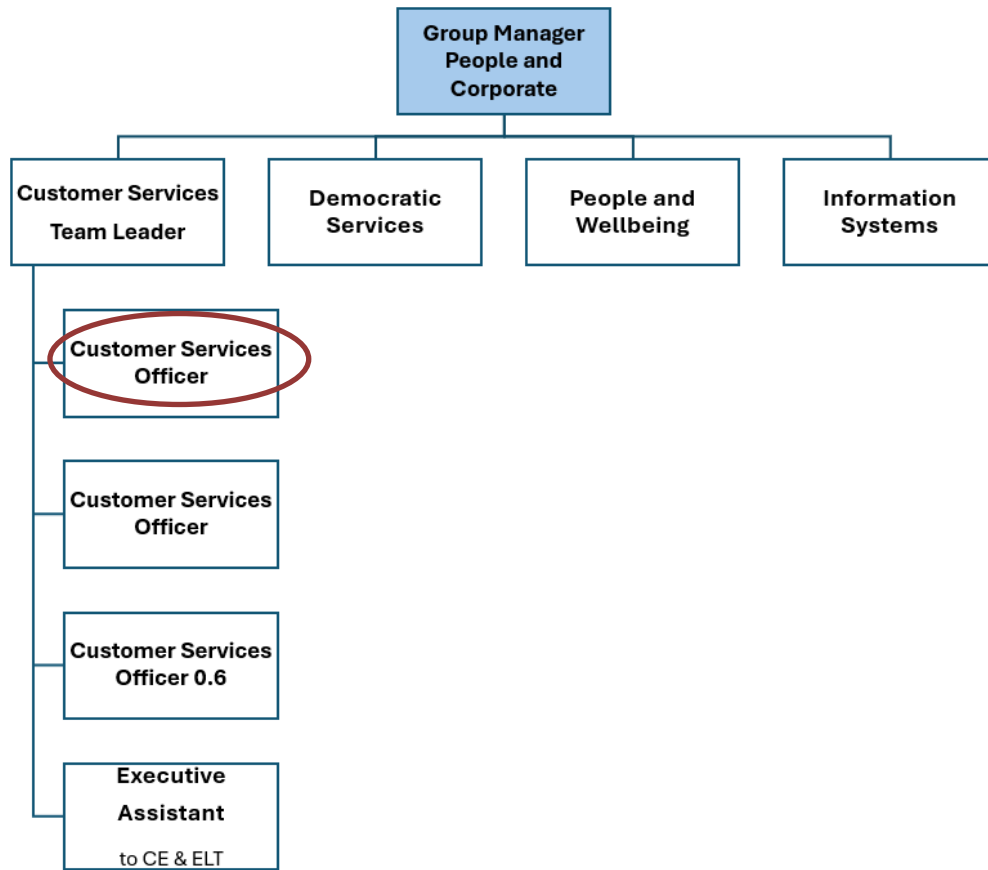 Group Manager
People and
Corporate
Customer Services
Team Leader
Democratic
Services
People and
Wellbeing
Information
Systems
Customer Services
Officer
Customer Services
Officer
Customer Services
Officer 0.6
Executive
Assistant
to CE & ELT